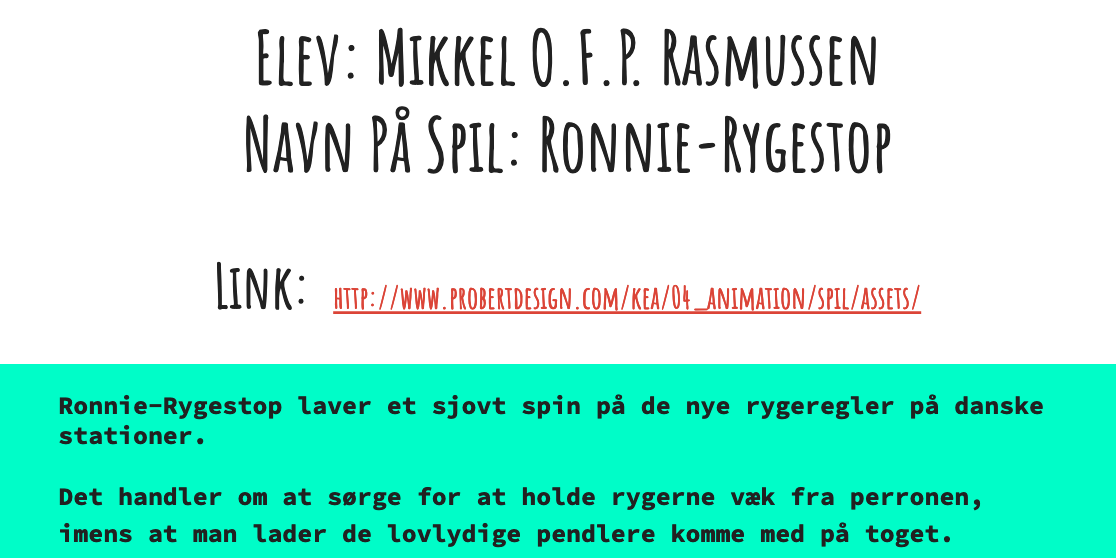 Elev: Mikkel O.F.P. Rasmussen
Navn På Spil: Ronnie-Rygestop
Link: http://www.probertdesign.com/kea/04_animation/spil/assets/
Ronnie-Rygestop laver et sjovt spin på de nye rygeregler på danske
stationer.
Det handler om at sørge for at holde rygerne væk fra perronen,
imens at man lader de lovlydige pendlere komme med på toget.